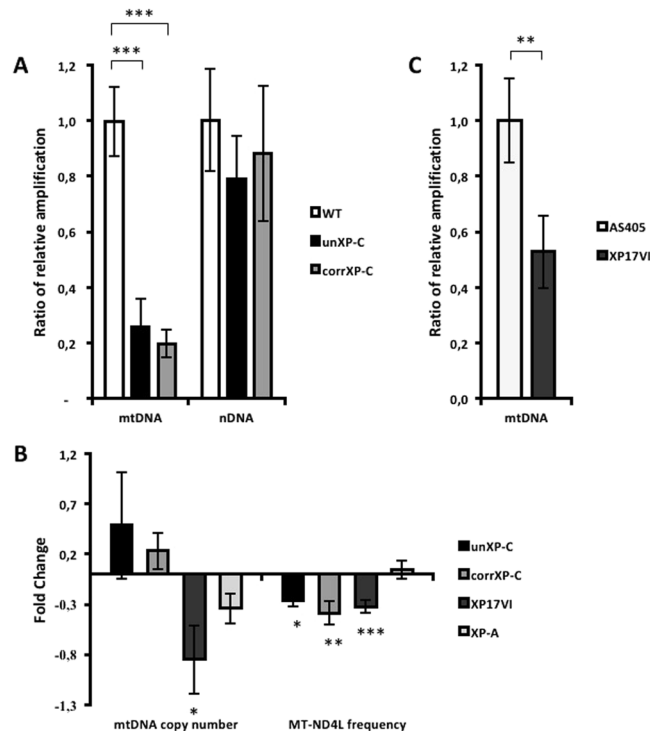 ***
***
A
1,2
1,0
0,8
0,6
0,4
0,2
-
Ratio of relative amplification
mtDNA
nDNA
WT
unXP-C
corrXP-C
**
C
1,2
1,0
0,8
0,6
0,4
0,2
0,0
Ratio of relative amplification
mtDNA
AS405
XP17VI
B
1,2
0,7
0,2
-0,3
-0,8
-1,3
Fold Change
*
**
***
*
mtDNA copy number
MT-ND4L frequency
unXP-C
corrXP-C
XP17VI
XP-A